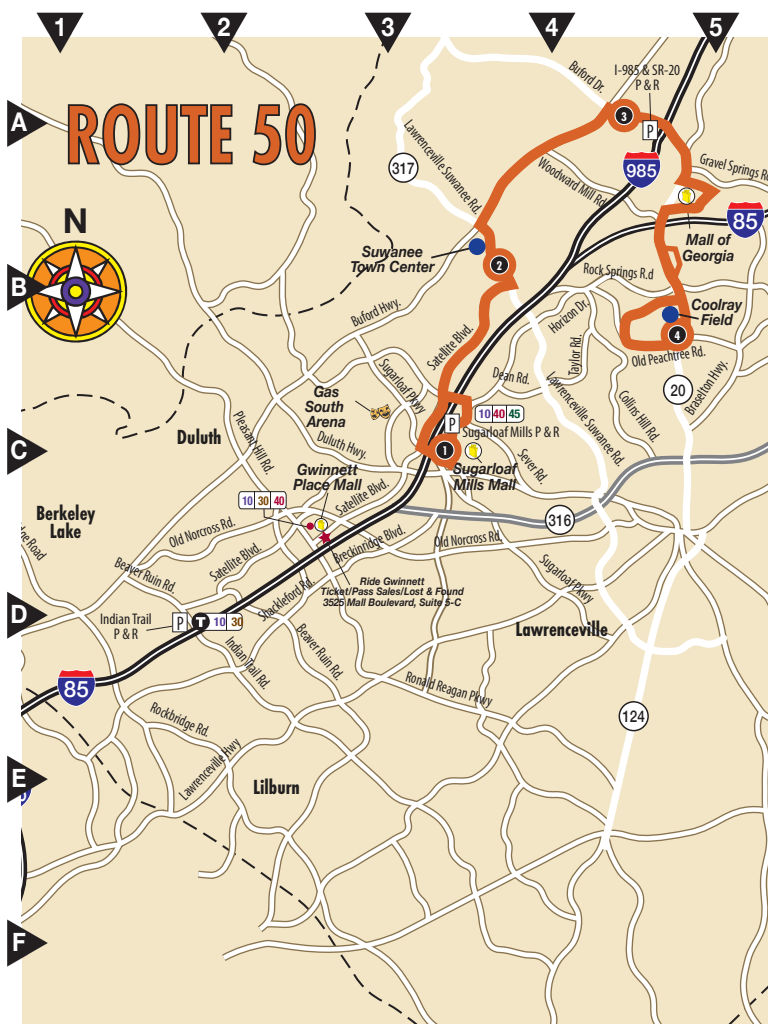 1 2 3 4 5
A
B
C
D
E
F
ROUTE 50
N
I-985 & SR-20
P & R
P
Buford Dr.
3
317
Lawrenceville Suwanee Rd.
Woodward Mill Rd.
985
Gravel Springs Rd
85
Mall of
Georgia
Suwanee
Town Center
2
Rock Springs R.d
Coolray
Field
4
Old Peachtree Rd.
Horizon Dr.
Buford Hwy.
Satellite Blvd.
Taylor Rd.
Dean Rd.
20
Braselton Hwy.
Collins Hill Rd.
Lawrenceville Suwanee Rd.
Sugarloaf Pkwy
Gas
South
Arena
P
10 40 45
Sugarloaf Mills P & R
1
Sugarloaf
Mills Mall
Sever Rd.
Duluth
Pleasant Hill Rd.
Duluth Hwy.
Gwinnett
Place Mall
Satellite Blvd.
10 30 40
Berkeley
Lake
Old Norcross Rd.
Breckinridge Blvd.
Old Norcross Rd.
316
Satellite Blvd.
Beaver Ruin Rd.
Shackleford Rd.
Ride Gwinnett
Ticket/Pass Sales/Lost & Found
3525 Mall Boulevard, Suite 5-C
Sugarloaf Pkwy
Indian Trail
P & R
P
T
10 30
Lawrenceville
Indian Trail Rd.
Beaver Ruin Rd.
85
Ronald Reagan Pkwy
124
Rockbridge Rd.
Lawrenceville Hwy
Lilburn